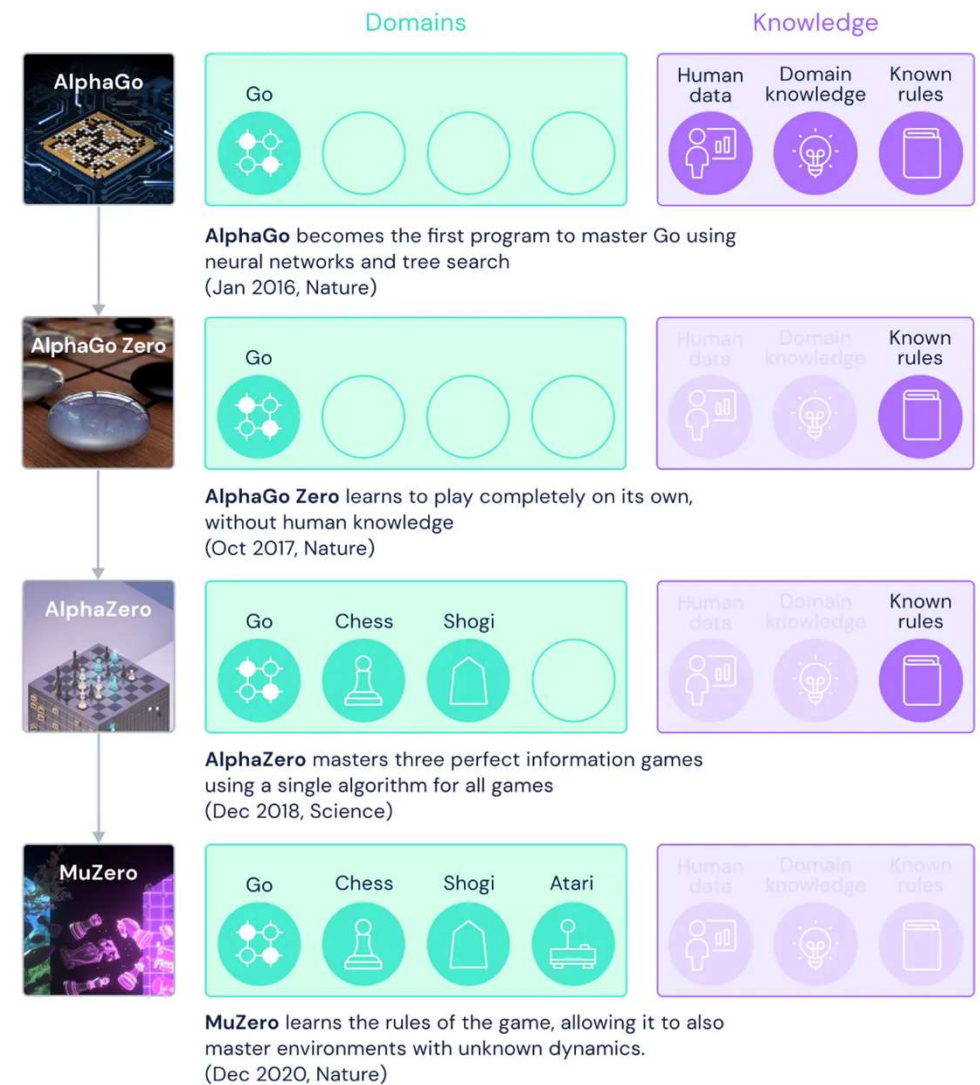 Domains
Knowledge
AlphaGo
Go
Human
data
Domain
knowledge
Known
rules
AlphaGo becomes the first program to master Go using
neural networks and tree search
(Jan 2016, Nature)
AlphaGo Zero
Go
Human
data
Domain
knowledge
Known
rules
AlphaGo Zero learns to play completely on its own,
without human knowledge
(Oct 2017, Nature)
AlphaZero
Go
Chess
Shogi
Human
data
Domain
knowledge
Known
rules
AlphaZero masters three perfect information games
using a single algorithm for all games
(Dec 2018, Science)
MuZero
Go
Chess
Shogi
Atari
Human
data
Domain
knowledge
Known
rules
MuZero learns the rules of the game, allowing it to also
master environments with unknown dynamics.
(Dec 2020, Nature)